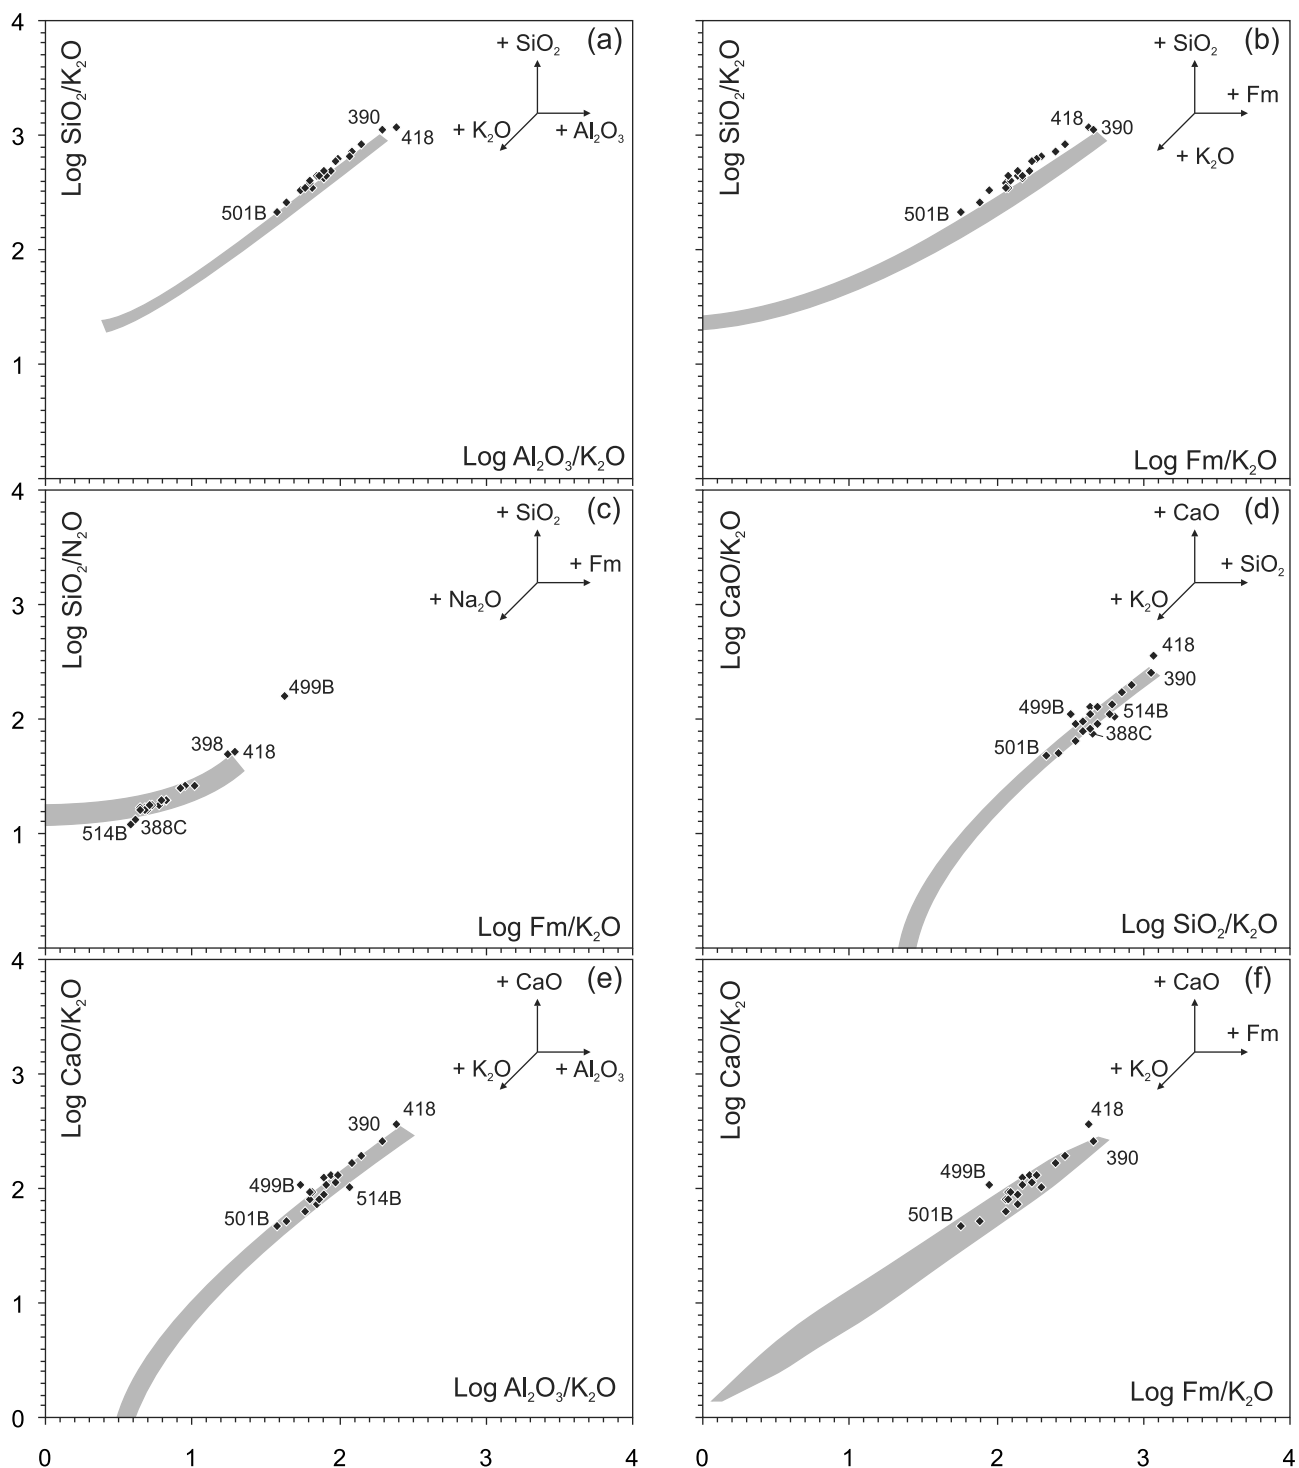 4
3
2
1
Log SiO₂/K₂O
+ SiO₂
(a)
+ K₂O
+ Al₂O₃
390
418
501B
Log Al₂O₃/K₂O
Log SiO₂/K₂O
+ SiO₂
(b)
+ Fm
+ K₂O
418
390
501B
Log Fm/K₂O
4
3
2
1
Log SiO₂/N₂O
+ SiO₂
(c)
+ Fm
+ Na₂O
499B
398
418
514B
388C
Log Fm/K₂O
Log CaO/K₂O
+ CaO
(d)
+ SiO₂
+ K₂O
418
390
499B
514B
388C
501B
Log SiO₂/K₂O
4
3
2
1
0
Log CaO/K₂O
+ CaO
(e)
+ K₂O
+ Al₂O₃
418
390
499B
514B
501B
Log Al₂O₃/K₂O
0 1 2 3 4
Log CaO/K₂O
+ CaO
(f)
+ Fm
+ K₂O
418
390
499B
501B
Log Fm/K₂O
0 1 2 3 4